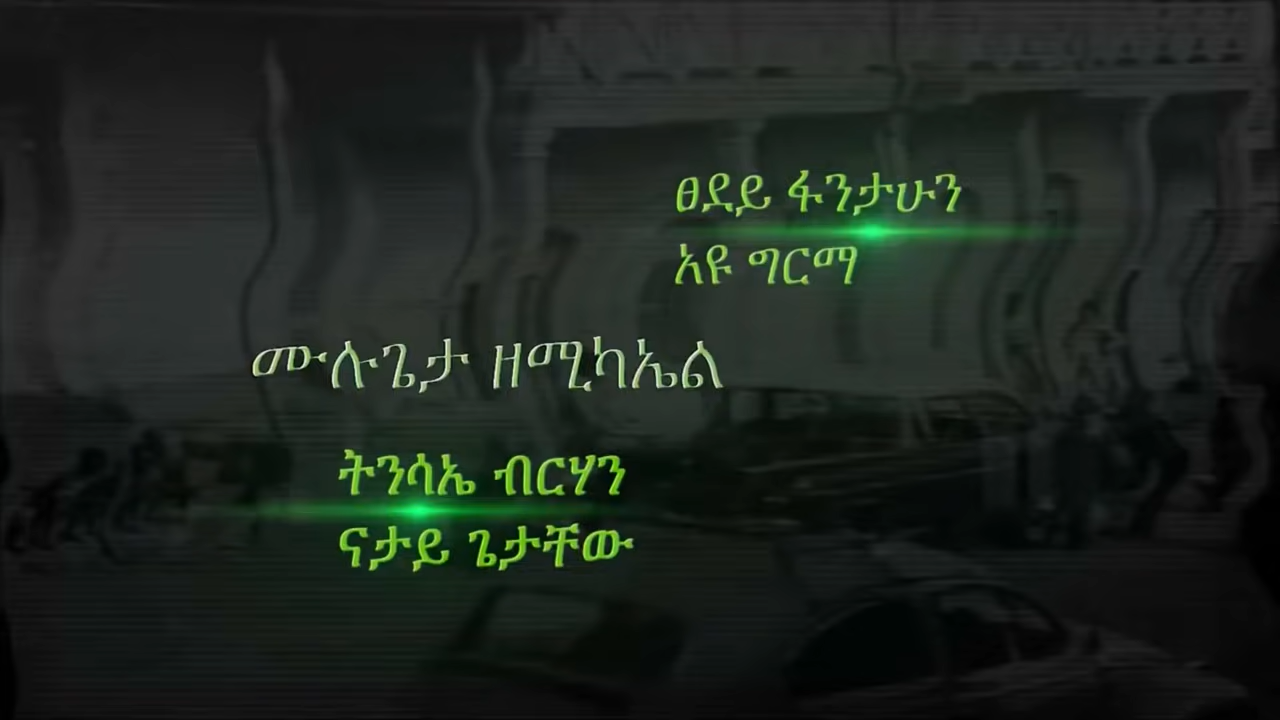 ፀደይ ፋንታሁን
አዩ ግርማ
ሙሉጌታ ዘሚካኤል
ትንሳኤ ብርሃን
ናታይ ጌታቸው